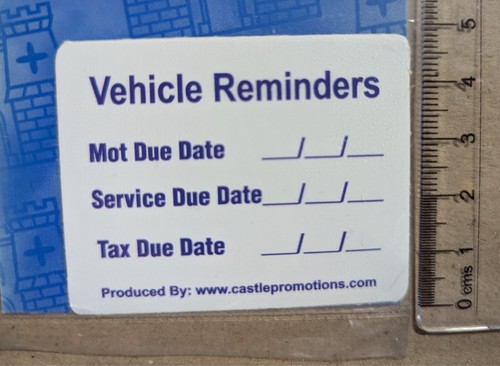 Vehicle Reminders
Mot Due Date __/__/__
Service Due Date__/__/__
Tax Due Date __/__/__
Produced By: www.castlepromotions.com
5
4
3
2
1
0 cms